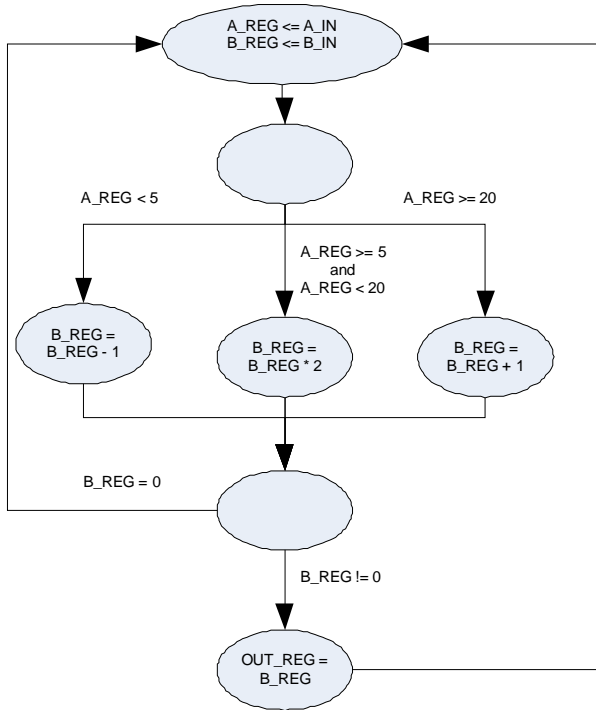 A_REG <= A_IN
B_REG <= B_IN
A_REG < 5
A_REG >= 20
A_REG >= 5
and
A_REG < 20
B_REG =
B_REG - 1
B_REG =
B_REG * 2
B_REG =
B_REG + 1
B_REG = 0
B_REG != 0
OUT_REG =
B_REG